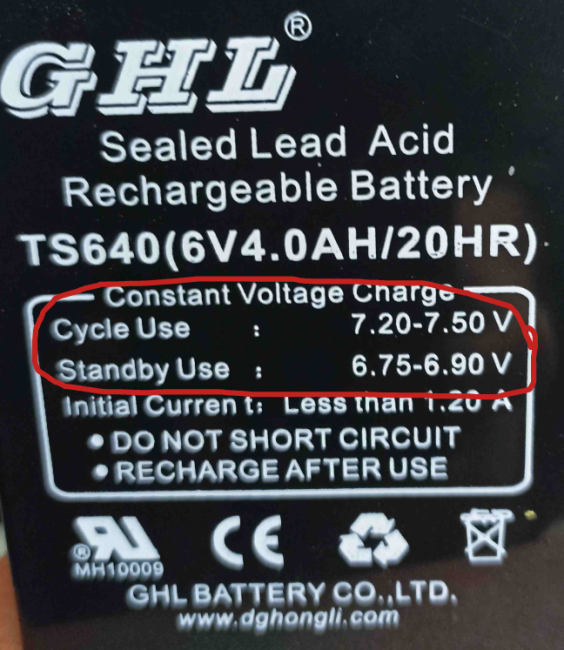 GHL®
Sealed Lead Acid
Rechargeable Battery
TS640(6V4.0AH/20HR)
Constant Voltage Charge
Cycle Use : 7.20-7.50 V
Standby Use : 6.75-6.90 V
Initial Current: Less than 1.20 A
• DO NOT SHORT CIRCUIT
• RECHARGE AFTER USE
RU® CE
MH10009
GHL BATTERY CO.,LTD.
www.dghongli.com